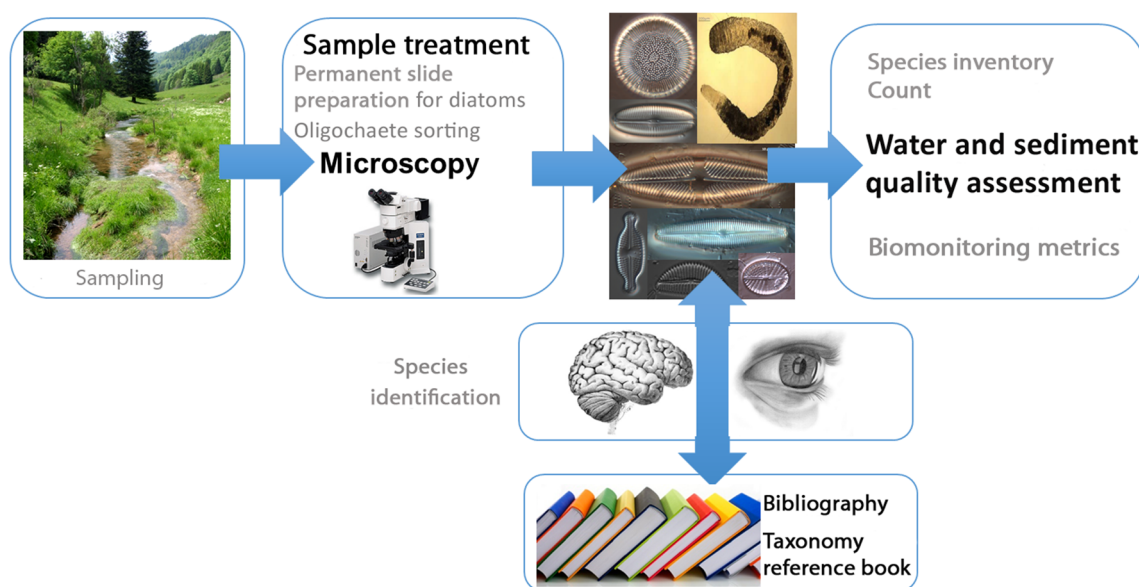 Sampling
Sample treatment
Permanent slide
preparation for diatoms
Oligochaete sorting
Microscopy
Species inventory
Count
Water and sediment
quality assessment
Biomonitoring metrics
Species
identification
Bibliography
Taxonomy
reference book